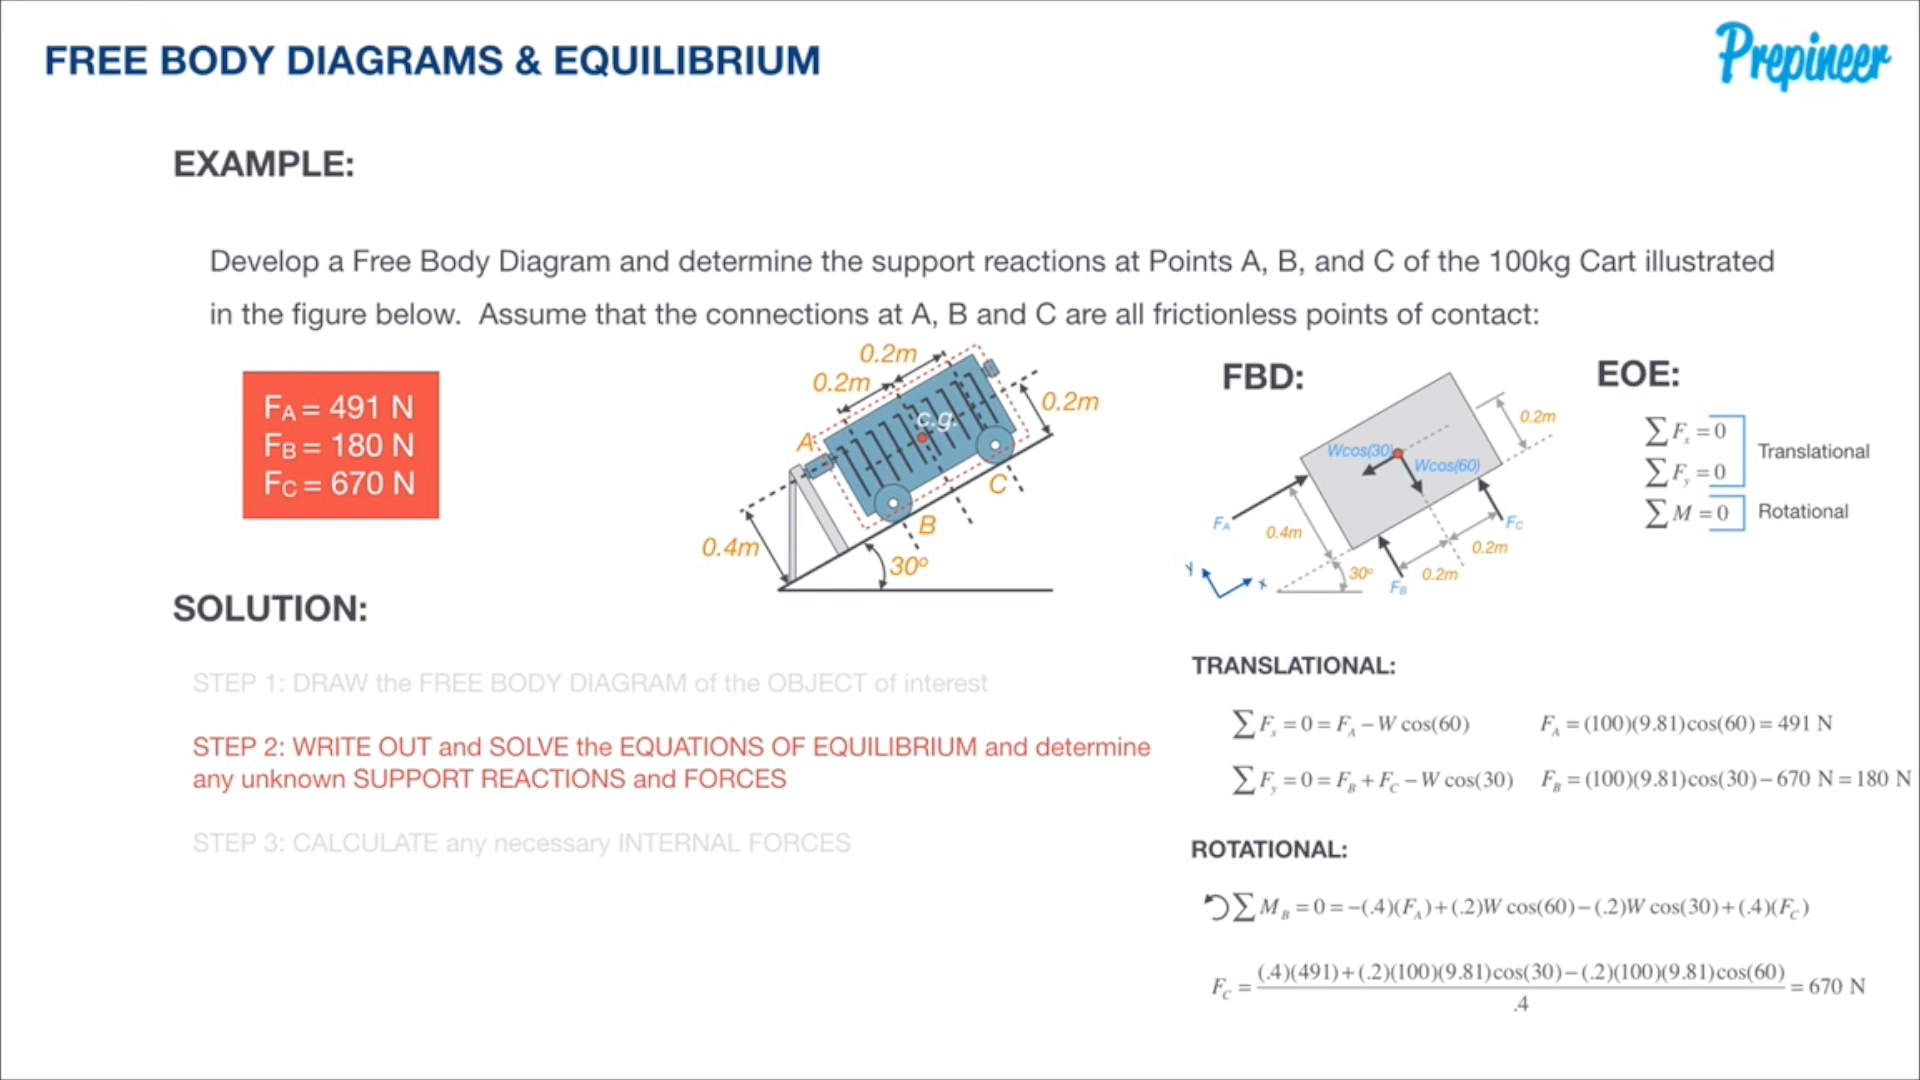 FREE BODY DIAGRAMS & EQUILIBRIUM
Prepineer
EXAMPLE:
Develop a Free Body Diagram and determine the support reactions at Points A, B, and C of the 100kg Cart illustrated
in the figure below.  Assume that the connections at A, B and C are all frictionless points of contact:
F_A = 491 N
F_B = 180 N
F_C = 670 N
0.2m
0.2m
0.2m
A
c.g.
C
B
0.4m
30º
FBD:
0.2m
Wcos(30)
Wcos(60)
F_A
0.4m
F_C
0.2m
30º
0.2m
F_B
y
x
EOE:
∑F_x = 0
∑F_y = 0
Translational
∑M = 0
Rotational
SOLUTION:
STEP 1: DRAW the FREE BODY DIAGRAM of the OBJECT of interest
STEP 2: WRITE OUT and SOLVE the EQUATIONS OF EQUILIBRIUM and determine
any unknown SUPPORT REACTIONS and FORCES
STEP 3: CALCULATE any necessary INTERNAL FORCES
TRANSLATIONAL:
∑F_x = 0 = F_A − W cos(60) F_A = (100)(9.81)cos(60) = 491 N
∑F_y = 0 = F_B + F_C − W cos(30) F_B = (100)(9.81)cos(30) − 670 N = 180 N
ROTATIONAL:
∑M_B = 0 = −(.4)(F_A) + (.2)W cos(60) − (.2)W cos(30) + (.4)(F_C)
F_C = (.4)(491) + (.2)(100)(9.81)cos(30) − (.2)(100)(9.81)cos(60) / .4 = 670 N